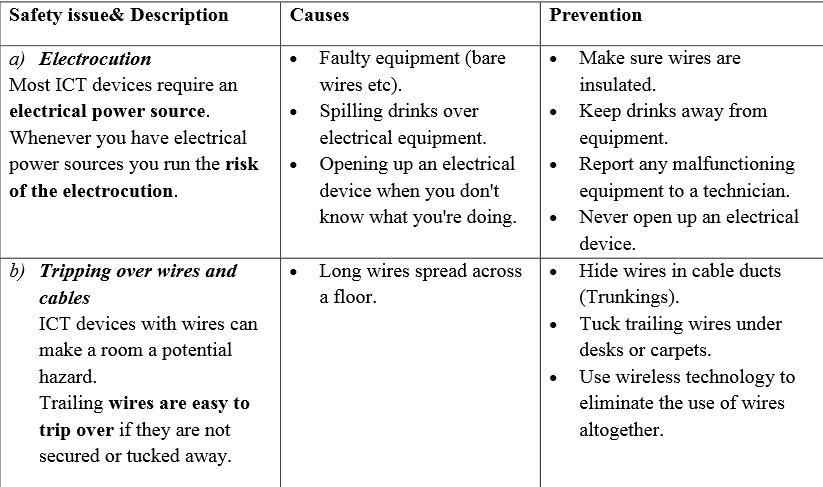 Safety issue& Description
Causes
Prevention
a) Electrocution
Most ICT devices require an
electrical power source.
Whenever you have electrical
power sources you run the risk
of the electrocution.
• Faulty equipment (bare
wires etc).
• Spilling drinks over
electrical equipment.
• Opening up an electrical
device when you don't
know what you're doing.
• Make sure wires are
insulated.
• Keep drinks away from
equipment.
• Report any malfunctioning
equipment to a technician.
• Never open up an electrical
device.
b) Tripping over wires and
cables
ICT devices with wires can
make a room a potential
hazard.
Trailing wires are easy to
trip over if they are not
secured or tucked away.
• Long wires spread across
a floor.
• Hide wires in cable ducts
(Trunkings).
• Tuck trailing wires under
desks or carpets.
• Use wireless technology to
eliminate the use of wires
altogether.